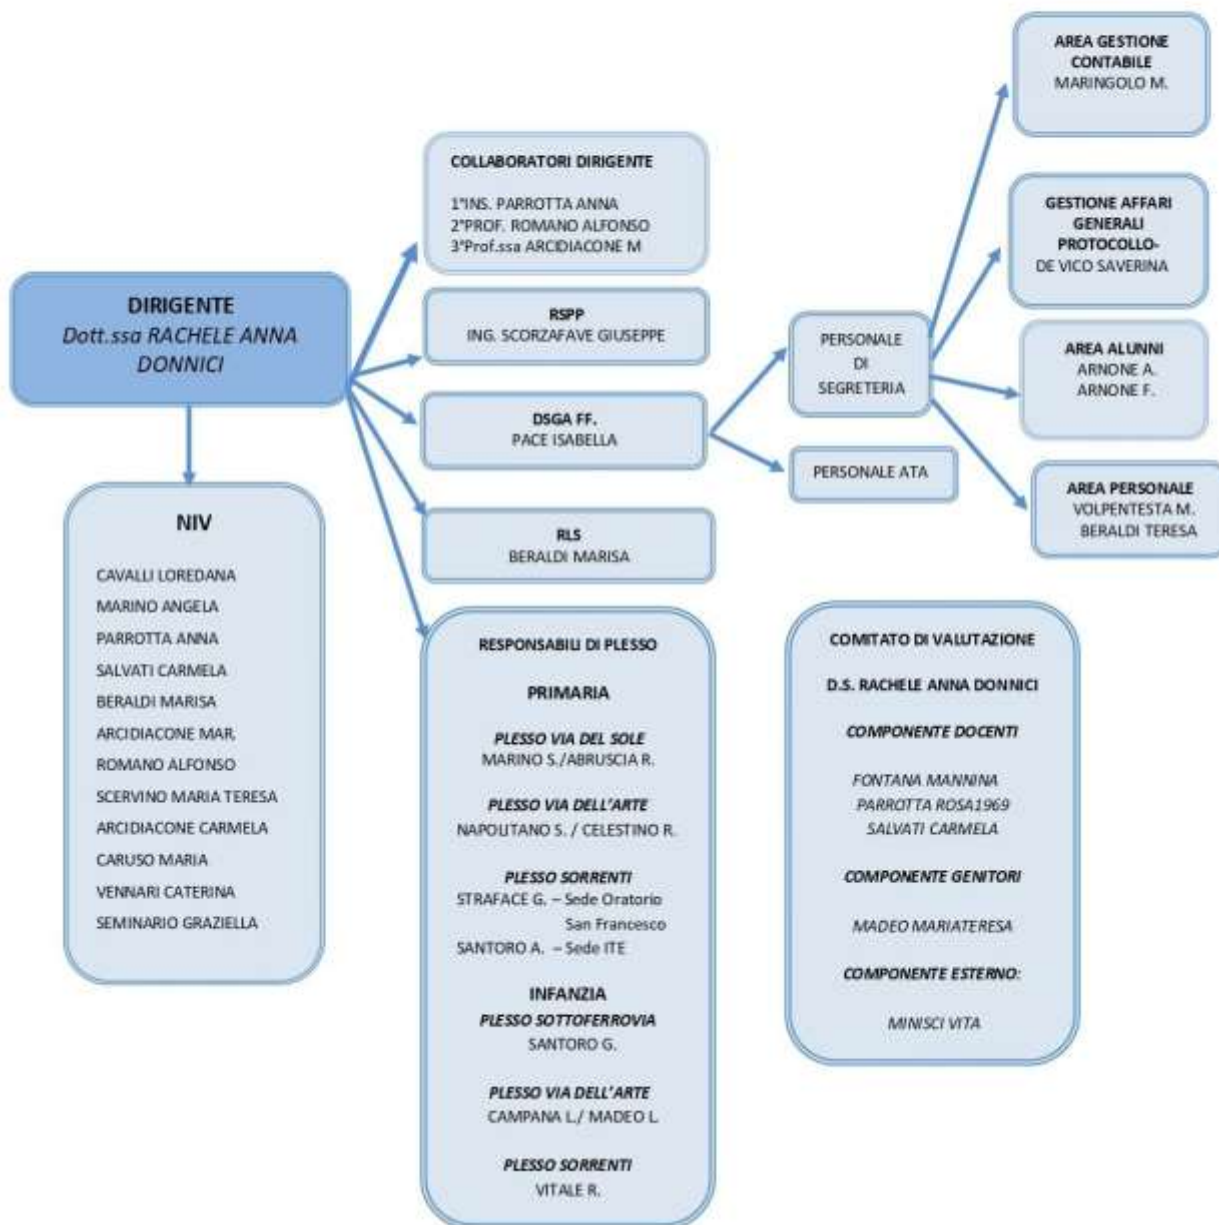 DIRIGENTE
Dott.ssa RACHELE ANNA
DONNICI
NIV
CAVALLI LOREDANA
MARINO ANGELA
PARROTTA ANNA
SALVATI CARMELA
BERALDI MARISA
ARCIDIACONE MAR.
ROMANO ALFONSO
SCERVINO MARIA TERESA
ARCIDIACONE CARMELA
CARUSO MARIA
VENNARI CATERINA
SEMINARIO GRAZIELLA
COLLABORATORI DIRIGENTE
1°INS. PARROTTA ANNA
2°PROF. ROMANO ALFONSO
3°Prof.ssa ARCIDIACONE M
RSPP
ING. SCORZAFAVE GIUSEPPE
DSGA FF.
PACE ISABELLA
RLS
BERALDI MARISA
RESPONSABILI DI PLESSO
PRIMARIA
PLESSO VIA DEL SOLE
MARINO S./ABRUSCIA R.
PLESSO VIA DELL'ARTE
NAPOLITANO S. / CELESTINO R.
PLESSO SORRENTI
STRAFACE G. – Sede Oratorio
San Francesco
SANTORO A. – Sede ITE
INFANZIA
PLESSO SOTTOFERROVIA
SANTORO G.
PLESSO VIA DELL'ARTE
CAMPANA L./ MADEO L.
PLESSO SORRENTI
VITALE R.
PERSONALE
DI
SEGRETERIA
PERSONALE ATA
AREA GESTIONE
CONTABILE
MARINGOLO M.
GESTIONE AFFARI
GENERALI
PROTOCOLLO-
DE VICO SAVERINA
AREA ALUNNI
ARNONE A.
ARNONE F.
AREA PERSONALE
VOLPENTESTA M.
BERALDI TERESA
COMITATO DI VALUTAZIONE
D.S. RACHELE ANNA DONNICI
COMPONENTE DOCENTI
FONTANA MANNINA
PARROTTA ROSA1969
SALVATI CARMELA
COMPONENTE GENITORI
MADEO MARIATERESA
COMPONENTE ESTERNO:
MINISCI VITA